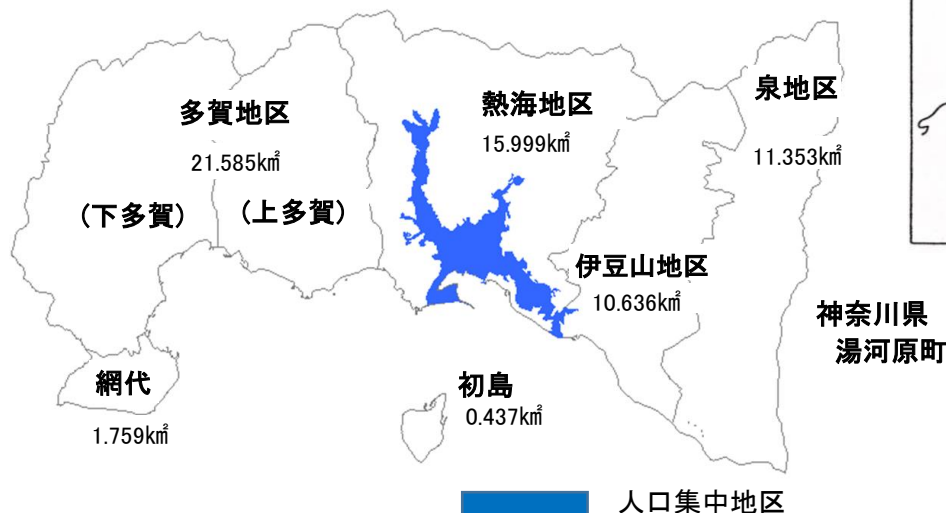 多賀地区
21.585k㎡
(下多賀)
(上多賀)
熱海地区
15.999k㎡
泉地区
11.353k㎡
伊豆山地区
10.636k㎡
神奈川県
湯河原町
網代
1.759k㎡
初島
0.437k㎡
人口集中地区